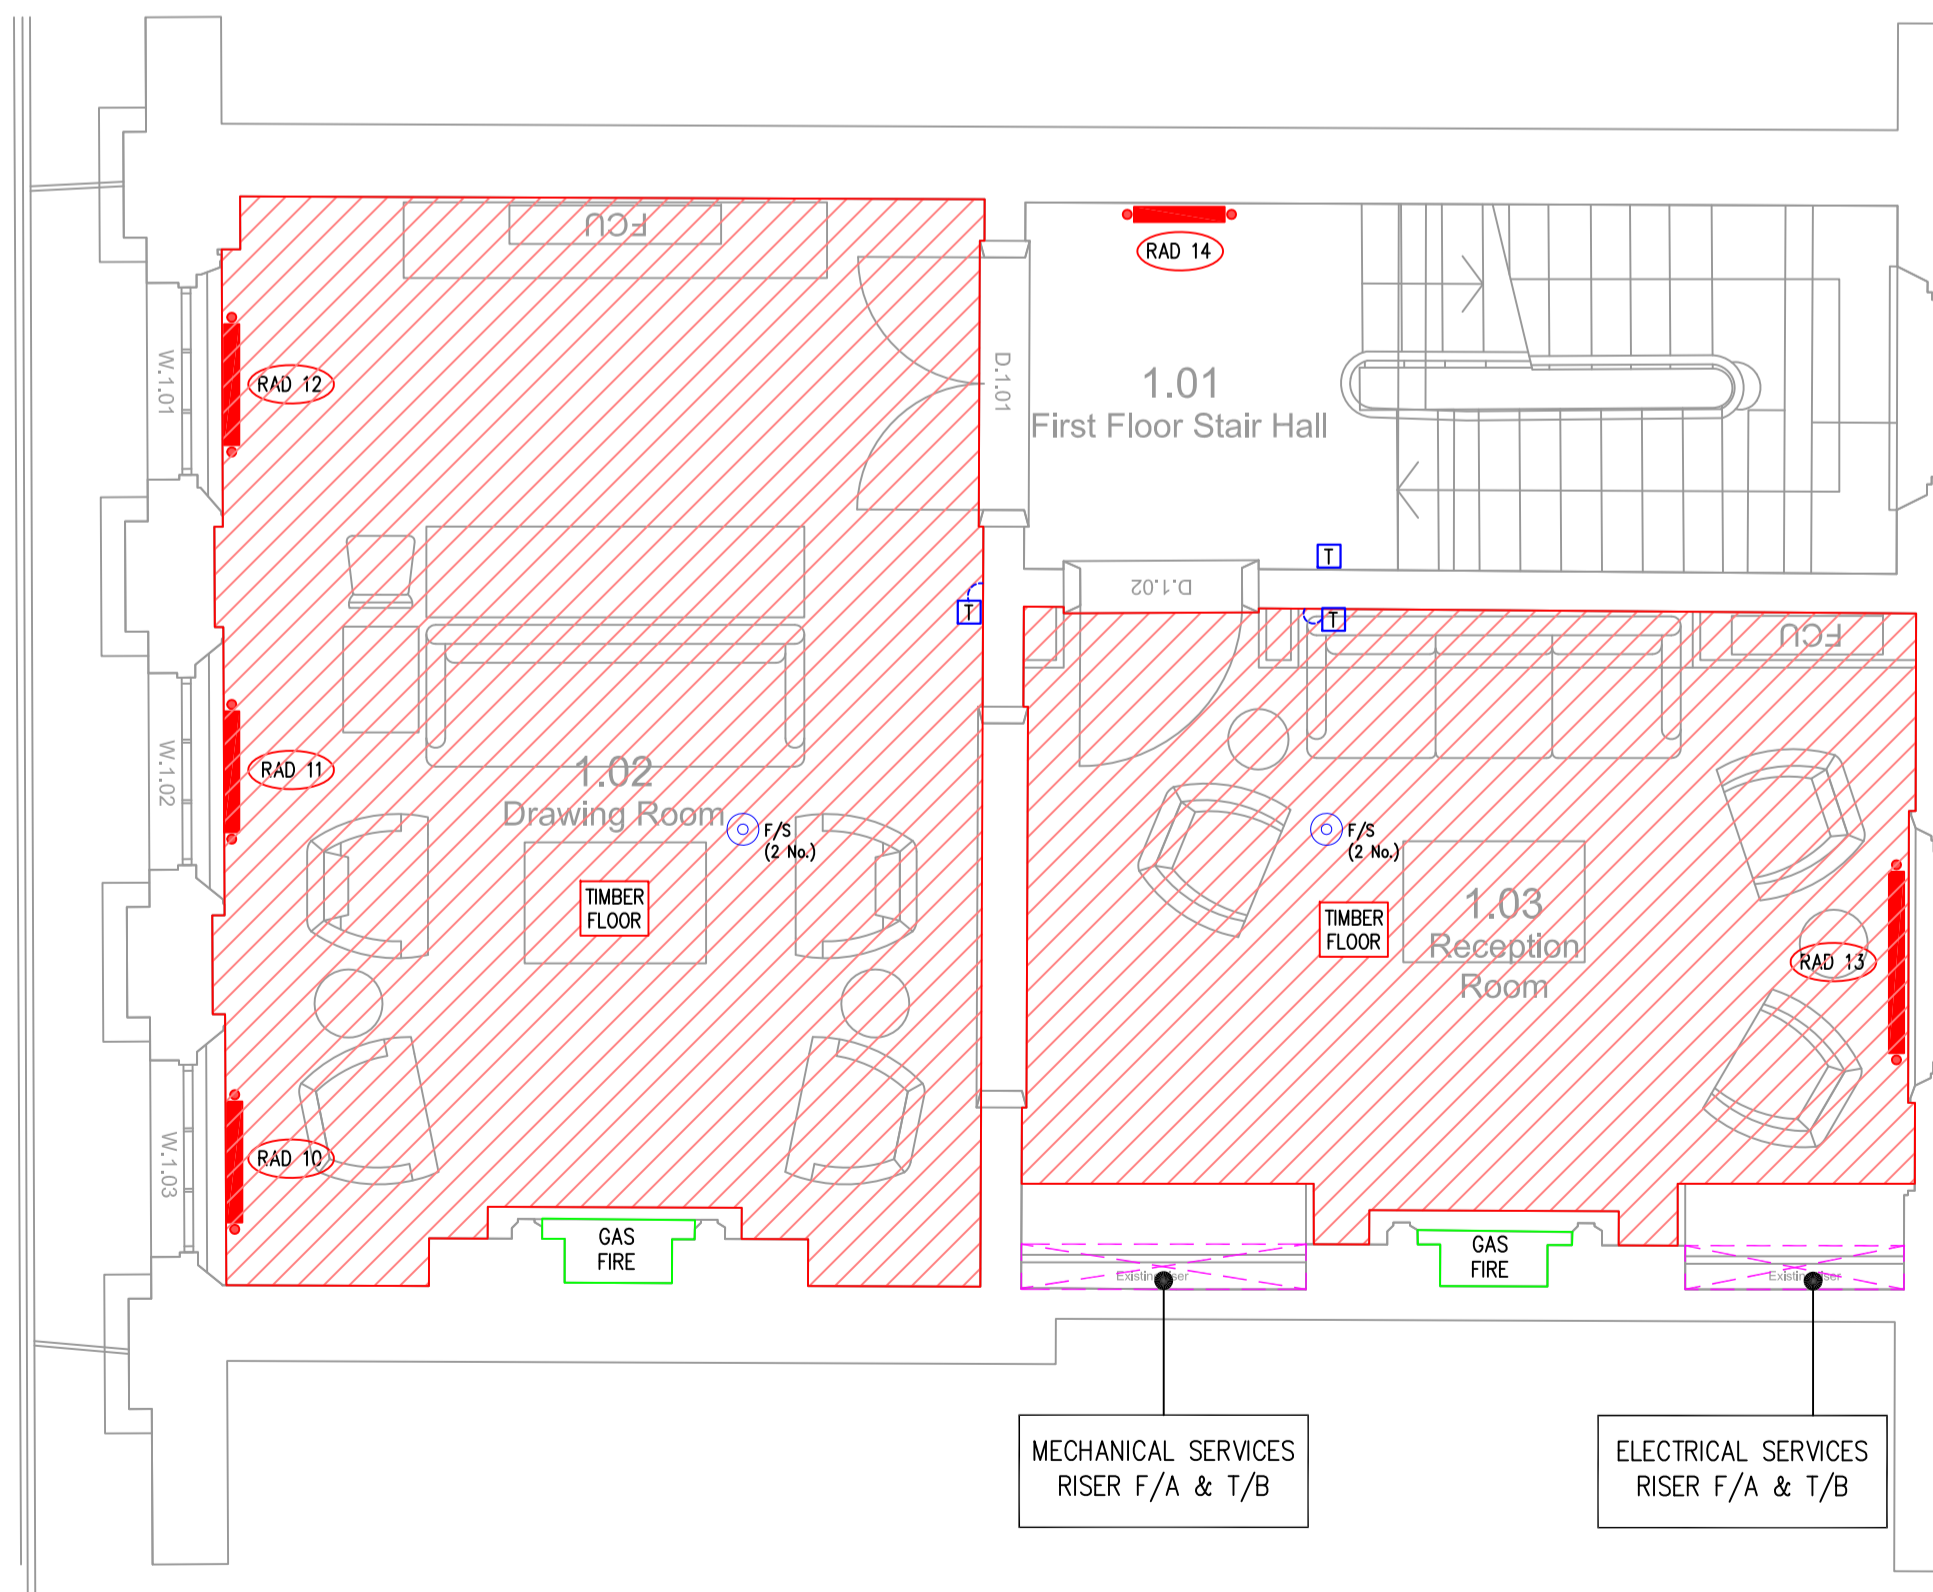 FCU
RAD 14
RAD 12
W.1.01
D.1.01
1.01
First Floor Stair Hall
T
D.1.02
T
T
FCU
RAD 11
W.1.02
1.02
Drawing Room
F/S
(2 No.)
F/S
(2 No.)
TIMBER
FLOOR
TIMBER
FLOOR
1.03
Reception
Room
RAD 13
RAD 10
W.1.03
GAS
FIRE
GAS
FIRE
MECHANICAL SERVICES
RISER F/A & T/B
ELECTRICAL SERVICES
RISER F/A & T/B